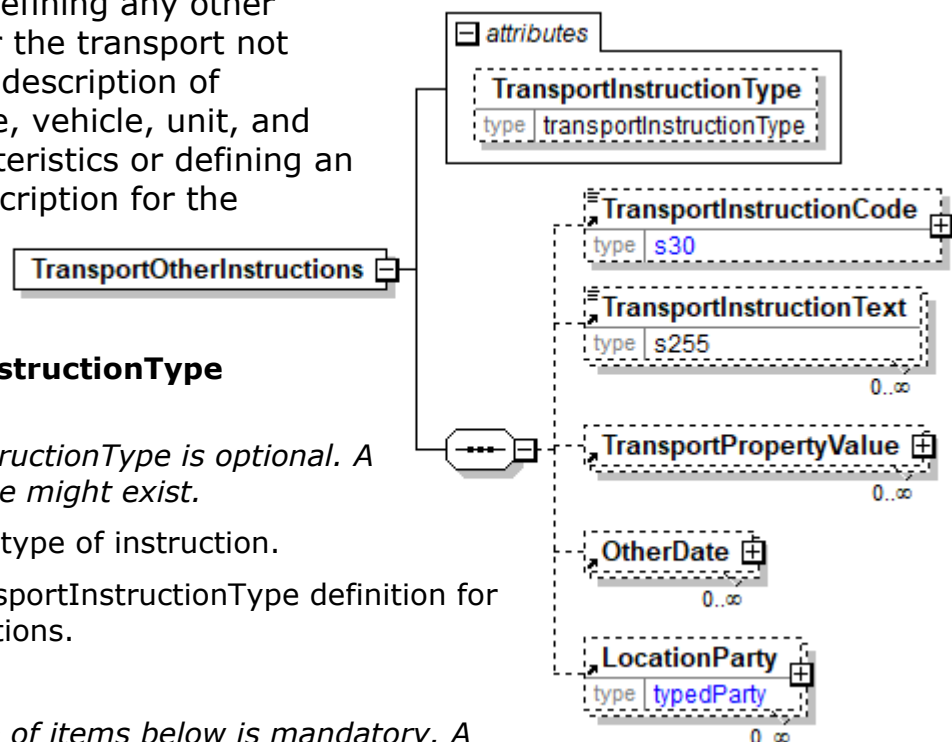 efining any other
r the transport not
description of
e, vehicle, unit, and
teristics or defining an
cription for the
structionType
ructionType is optional. A
e might exist.
type of instruction.
sportInstructionType definition for
tions.
of items below is mandatory. A
attributes
TransportInstructionType
type transportInstructionType
TransportOtherInstructions
TransportInstructionCode
type s30
TransportInstructionText
type s255
0..∞
TransportPropertyValue
0..∞
OtherDate
0..∞
LocationParty
type typedParty
0..∞